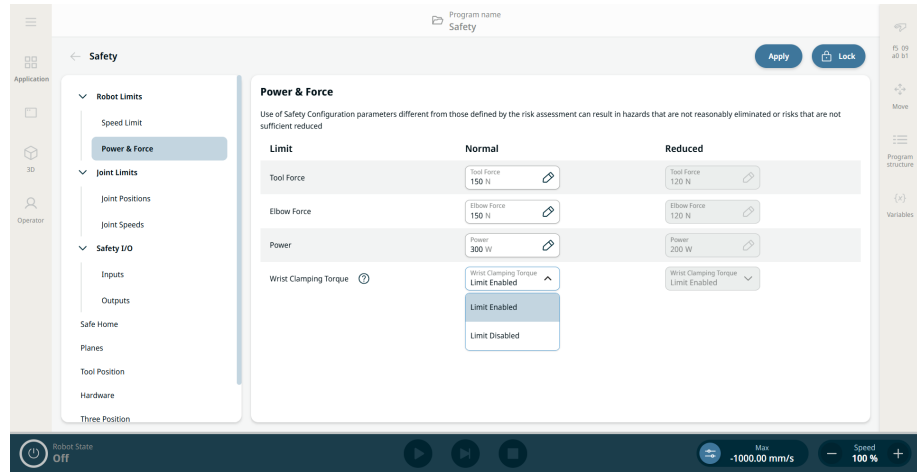 Program name
Safety
Application
3D
Operator
← Safety
Apply
Lock
Robot Limits
Speed Limit
Power & Force
Joint Limits
Joint Positions
Joint Speeds
Safety I/O
Inputs
Outputs
Safe Home
Planes
Tool Position
Hardware
Three Position
Power & Force
Use of Safety Configuration parameters different from those defined by the risk assessment can result in hazards that are not reasonably eliminated or risks that are not
sufficient reduced
Limit Normal Reduced
Tool Force
Tool Force
150 N
Tool Force
120 N
Elbow Force
Elbow Force
150 N
Elbow Force
120 N
Power
Power
300 W
Power
200 W
Wrist Clamping Torque ?
Wrist Clamping Torque
Limit Enabled
Wrist Clamping Torque
Limit Enabled
Limit Enabled
Limit Disabled
f5 09
a0 b1
Move
Program
structure
{x}
Variables
Robot State
Off
Max
-1000.00 mm/s
Speed
100 %